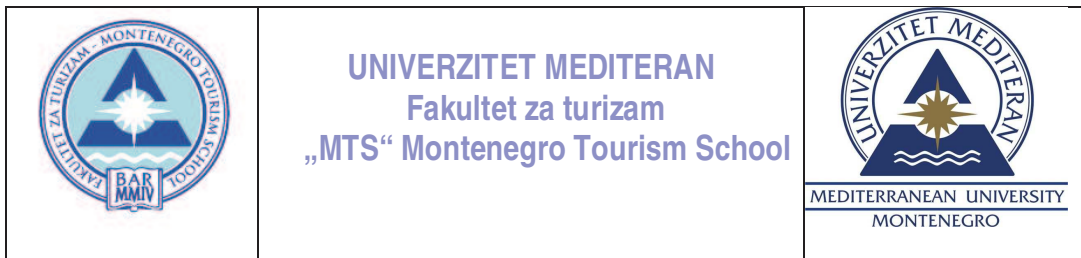 FAKULTET ZA TURIZAM - MONTENEGRO TOURISM SCHOOL
BAR
MMIV
UNIVERZITET MEDITERAN
Fakultet za turizam
„MTS“ Montenegro Tourism School
UNIVERZITET MEDITERAN
MEDITERRANEAN UNIVERSITY
MONTENEGRO